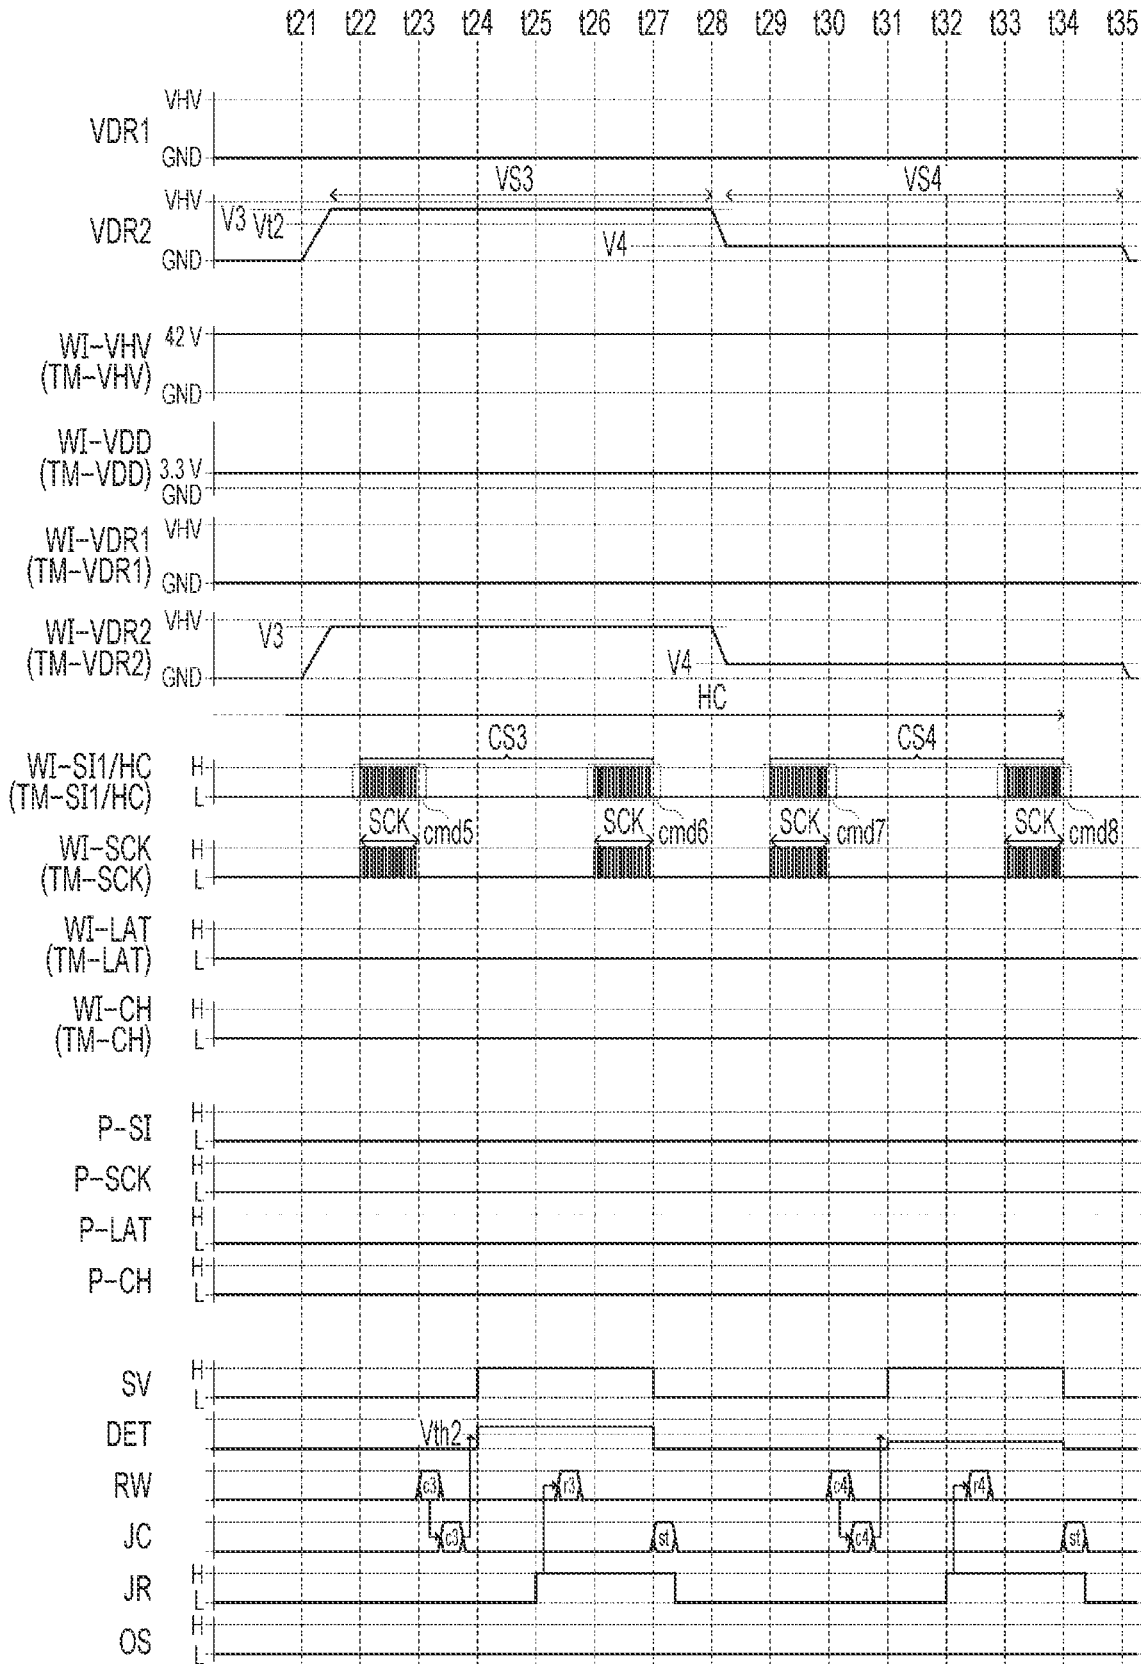 t21 t22 t23 t24 t25 t26 t27 t28 t29 t30 t31 t32 t33 t34 t35
VHV
VDR1
GND
VS3 VS4
VHV
V3 Vt2
VDR2 V4
GND
WI-VHV 42 V
(TM-VHV)
GND
WI-VDD
(TM-VDD) 3.3 V
GND
VHV
WI-VDR1
(TM-VDR1)
GND
VHV
WI-VDR2 V3
(TM-VDR2) V4
GND
HC
CS3 CS4
WI-SI1/HC H
(TM-SI1/HC) L
SCK cmd5 SCK cmd6 SCK cmd7 SCK cmd8
WI-SCK H
(TM-SCK) L
WI-LAT H
(TM-LAT) L
WI-CH H
(TM-CH) L
H
P-SI
L
H
P-SCK
L
H
P-LAT
L
H
P-CH
L
H
SV
L
DET Vth2
RW c3 r3 c4 r4
JC c3 st c4 st
H
JR
L
H
OS
L